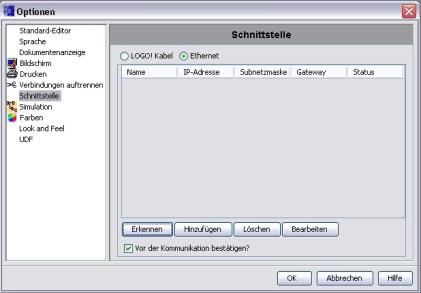 Optionen
Standard-Editor
Sprache
Dokumentenanzeige
Bildschirm
Drucken
Verbindungen auftrennen
Schnittstelle
Simulation
Farben
Look and Feel
UDF
Schnittstelle
LOGO! Kabel Ethernet
Name IP-Adresse Subnetzmaske Gateway Status
Erkennen Hinzufügen Löschen Bearbeiten
Vor der Kommunikation bestätigen?
OK Abbrechen Hilfe